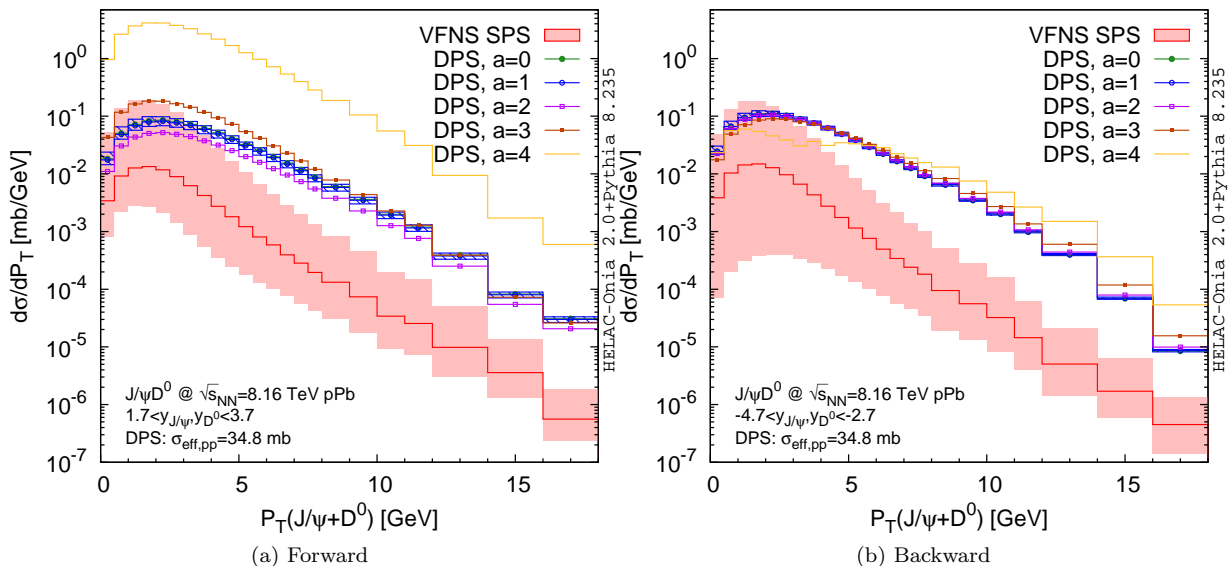 VFNS SPS
DPS, a=0
DPS, a=1
DPS, a=2
DPS, a=3
DPS, a=4
10^0
10^-1
10^-2
10^-3
10^-4
10^-5
10^-6
10^-7
dσ/dP_T [mb/GeV]
J/ψD^0 @ √s_NN=8.16 TeV pPb
1.7<y_J/ψ,y_D^0<3.7
DPS: σ_eff,pp=34.8 mb
0 5 10 15
P_T(J/ψ+D^0) [GeV]
HELAC-Onia 2.0+Pythia 8.235
(a) Forward
VFNS SPS
DPS, a=0
DPS, a=1
DPS, a=2
DPS, a=3
DPS, a=4
10^0
10^-1
10^-2
10^-3
10^-4
10^-5
10^-6
10^-7
dσ/dP_T [mb/GeV]
J/ψD^0 @ √s_NN=8.16 TeV pPb
-4.7<y_J/ψ,y_D^0<-2.7
DPS: σ_eff,pp=34.8 mb
0 5 10 15
P_T(J/ψ+D^0) [GeV]
HELAC-Onia 2.0+Pythia 8.235
(b) Backward